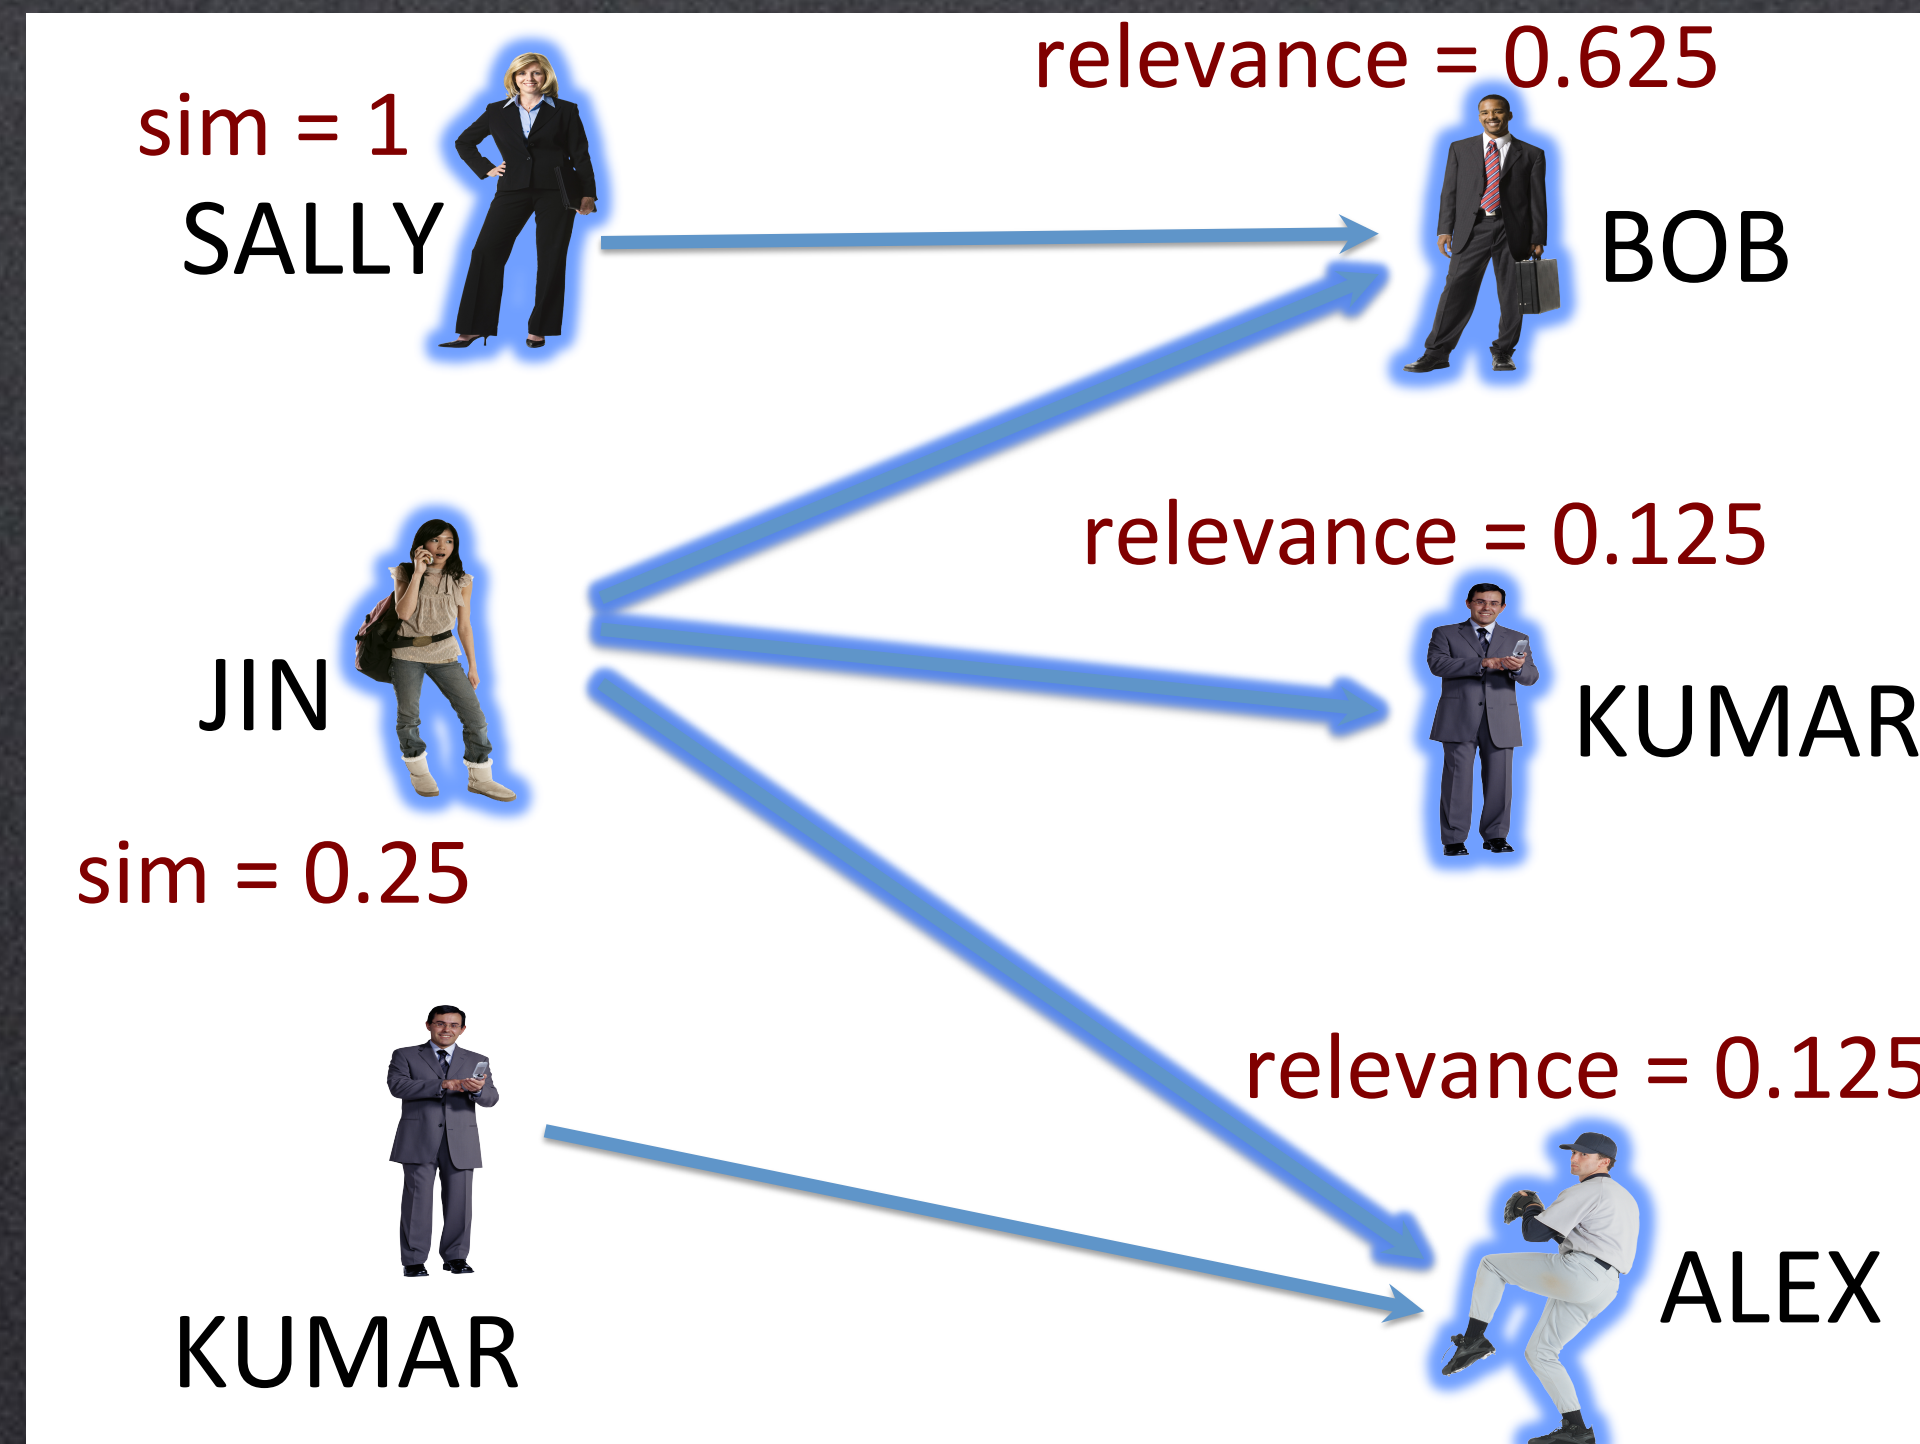 relevance = 0.625
sim = 1
SALLY
BOB
relevance = 0.125
JIN
KUMAR
sim = 0.25
relevance = 0.125
ALEX
KUMAR